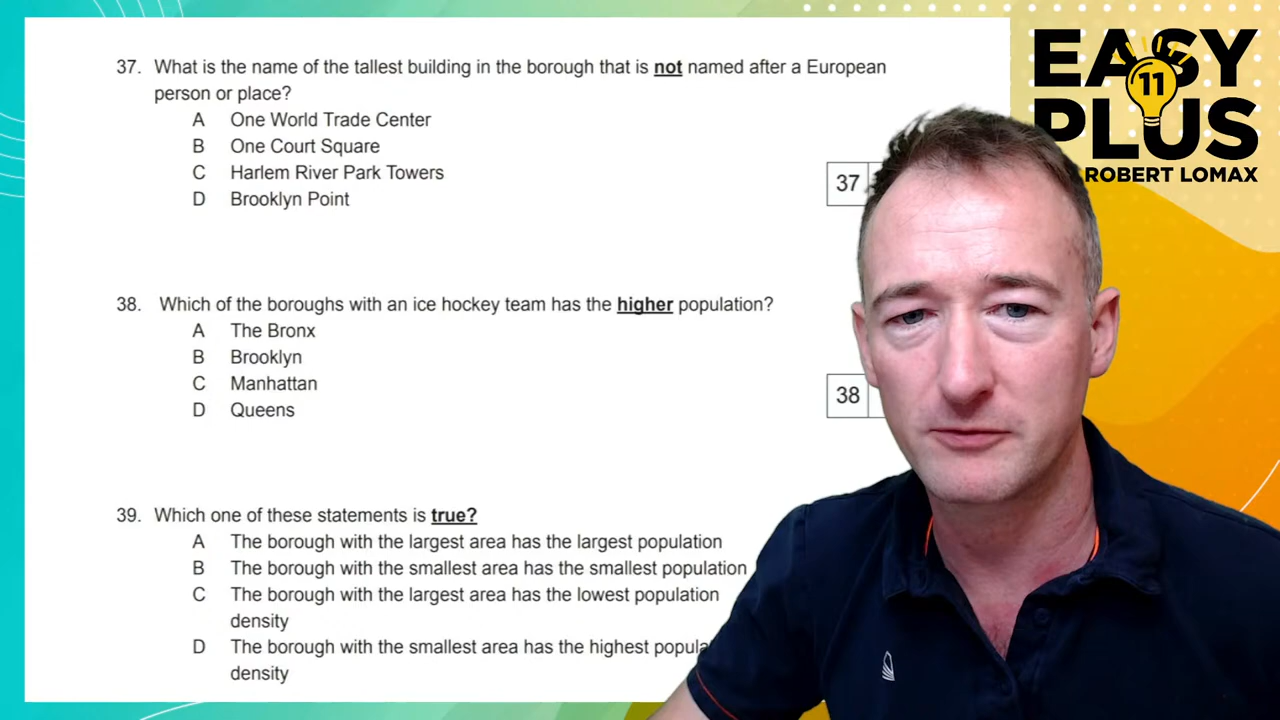 37. What is the name of the tallest building in the borough that is not named after a European
person or place?
A One World Trade Center
B One Court Square
C Harlem River Park Towers
D Brooklyn Point
37
38. Which of the boroughs with an ice hockey team has the higher population?
A The Bronx
B Brooklyn
C Manhattan
D Queens
38
39. Which one of these statements is true?
A The borough with the largest area has the largest population
B The borough with the smallest area has the smallest population
C The borough with the largest area has the lowest population
density
D The borough with the smallest area has the highest
density
EASY
11
PLUS
ROBERT LOMAX